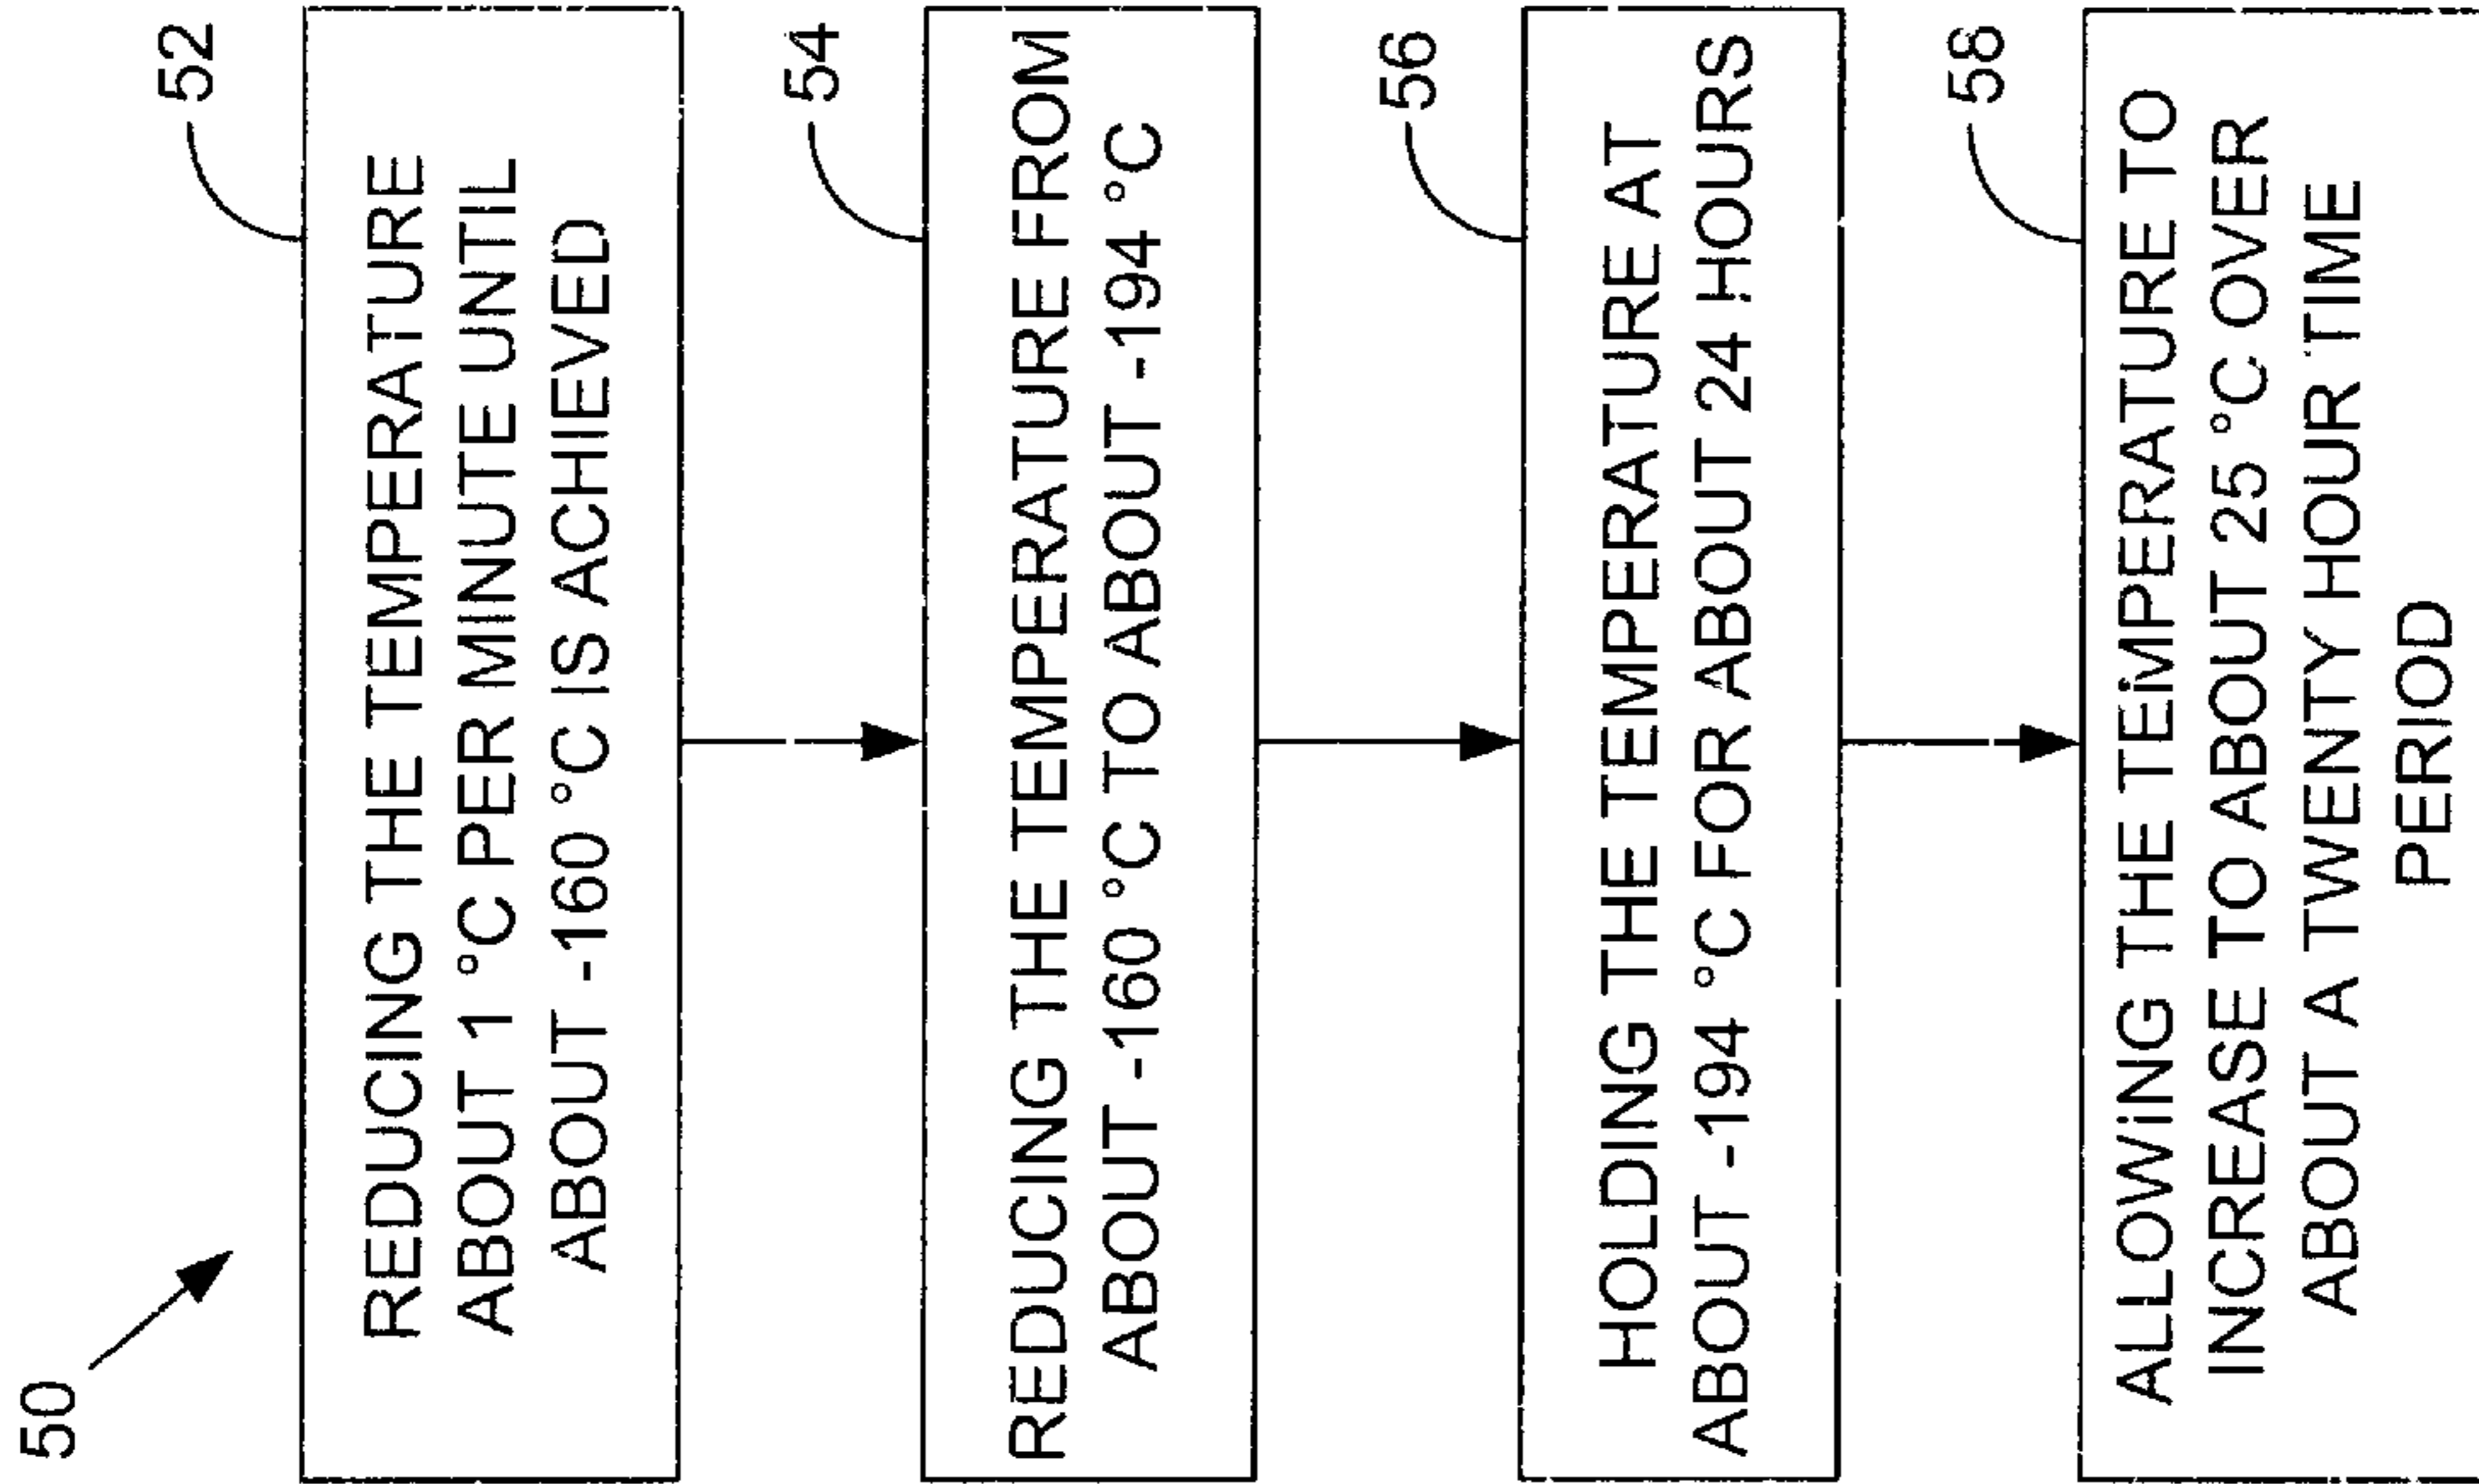 50
52
REDUCING THE TEMPERATURE
ABOUT 1 °C PER MINUTE UNTIL
ABOUT -160 °C IS ACHIEVED
54
REDUCING THE TEMPERATURE FROM
ABOUT -160 °C TO ABOUT -194 °C
56
HOLDING THE TEMPERATURE AT
ABOUT -194 °C FOR ABOUT 24 HOURS
58
ALLOWING THE TEMPERATURE TO
INCREASE TO ABOUT 25 °C OVER
ABOUT A TWENTY HOUR TIME
PERIOD